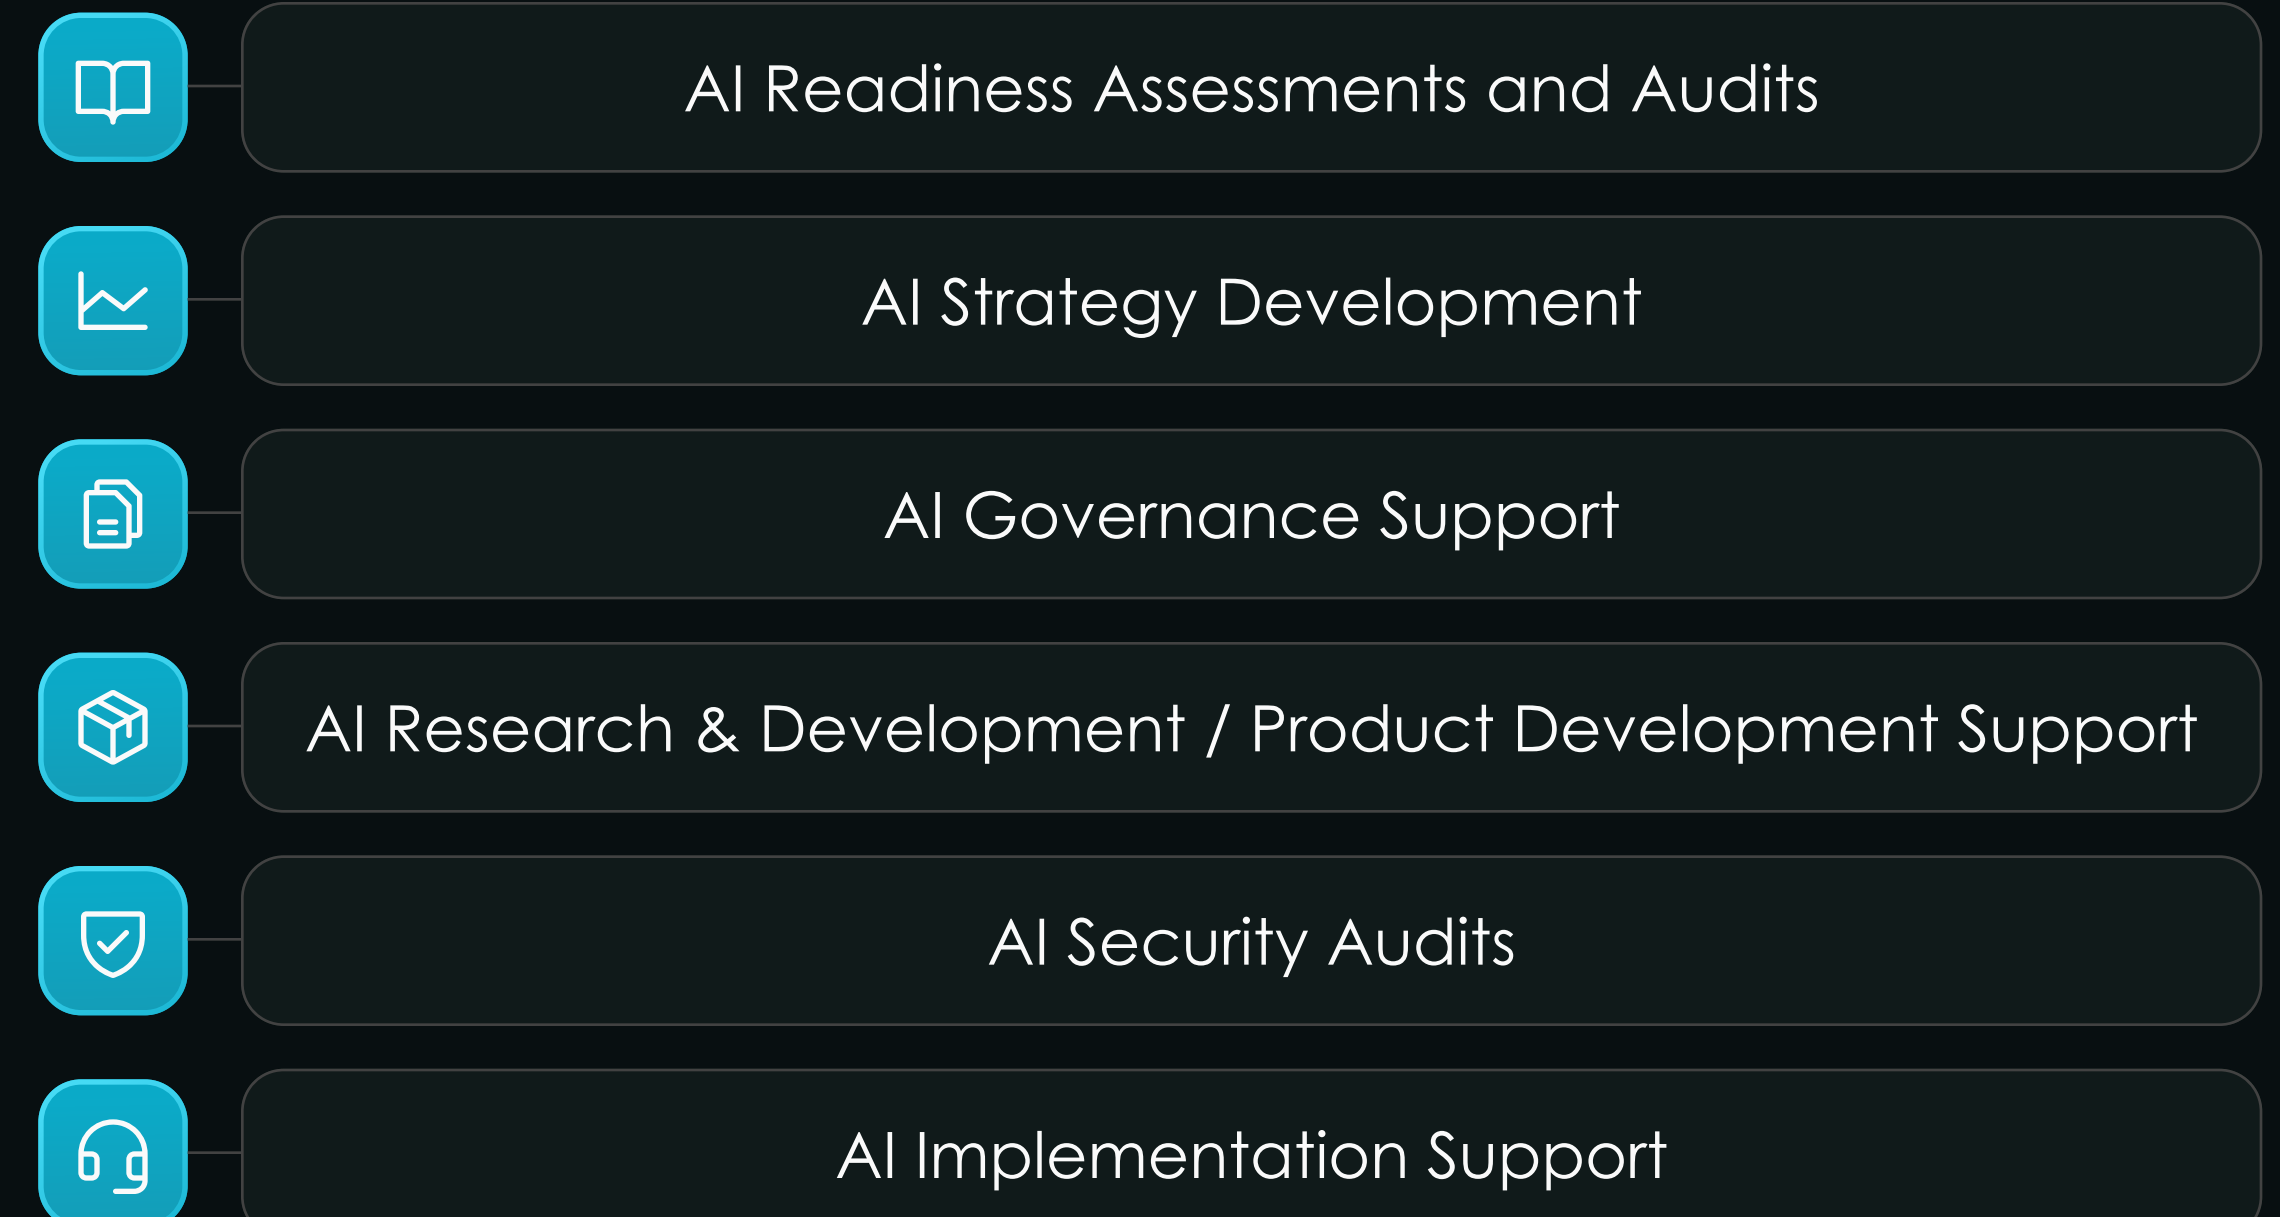 AI Readiness Assessments and Audits
AI Strategy Development
AI Governance Support
AI Research & Development / Product Development Support
AI Security Audits
AI Implementation Support